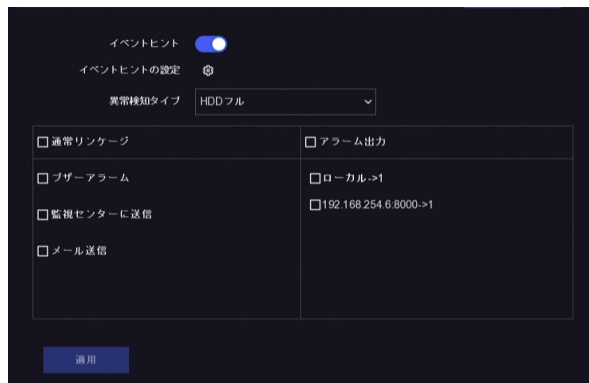 イベントヒント
イベントヒントの設定
異常検知タイプ HDDフル
通常リンケージ アラーム出力
ブザーアラーム ローカル->1
監視センターに送信 192.168.254.6:8000->1
メール送信
適用